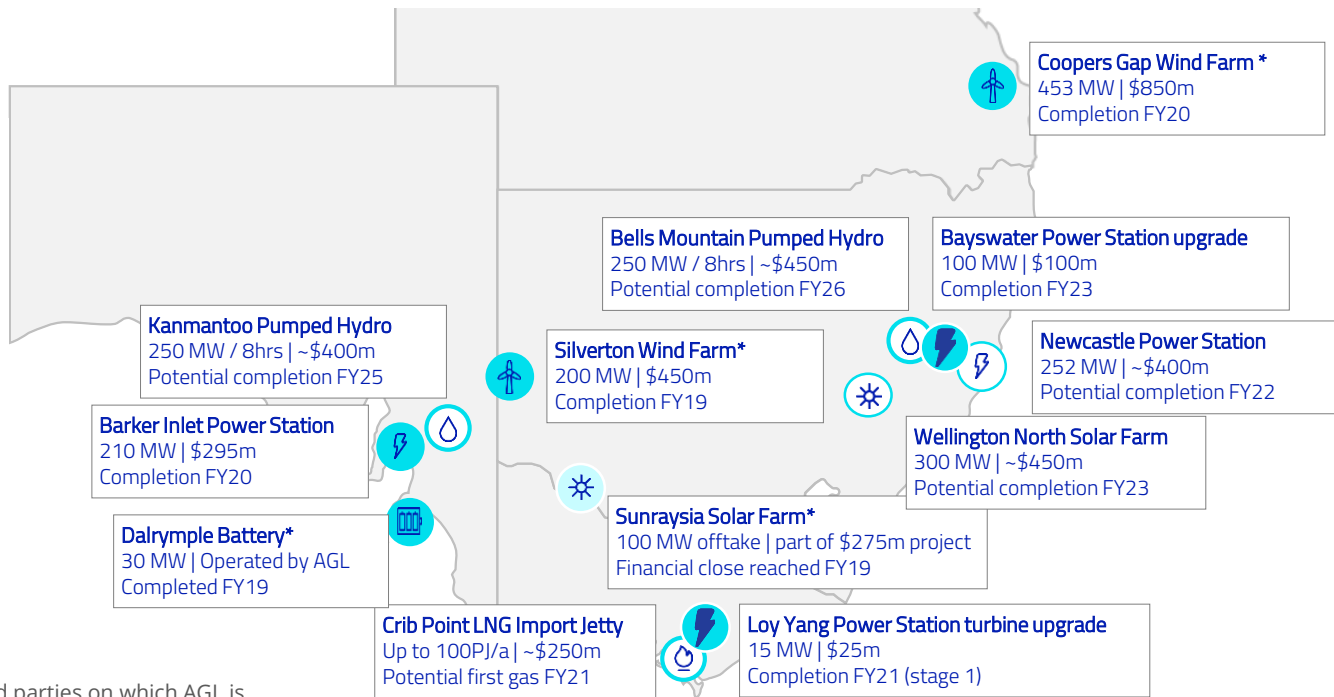 Coopers Gap Wind Farm *
453 MW | $850m
Completion FY20
Bells Mountain Pumped Hydro
250 MW / 8hrs | ~$450m
Potential completion FY26
Bayswater Power Station upgrade
100 MW | $100m
Completion FY23
Kanmantoo Pumped Hydro
250 MW / 8hrs | ~$400m
Potential completion FY25
Silverton Wind Farm*
200 MW | $450m
Completion FY19
Newcastle Power Station
252 MW | ~$400m
Potential completion FY22
Barker Inlet Power Station
210 MW | $295m
Completion FY20
Wellington North Solar Farm
300 MW | ~$450m
Potential completion FY23
Dalrymple Battery*
30 MW | Operated by AGL
Completed FY19
Sunraysia Solar Farm*
100 MW offtake | part of $275m project
Financial close reached FY19
Crib Point LNG Import Jetty
Up to 100PJ/a | ~$250m
Potential first gas FY21
Loy Yang Power Station turbine upgrade
15 MW | $25m
Completion FY21 (stage 1)
parties on which AGL is